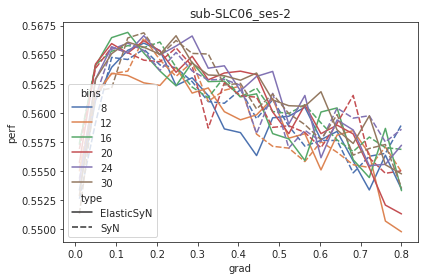 sub-SLC06_ses-2
0.5675
0.5650
0.5625
0.5600
0.5575
0.5550
0.5525
0.5500
perf
bins
8
12
16
20
24
30
type
ElasticSyN
SyN
0.0 0.1 0.2 0.3 0.4 0.5 0.6 0.7 0.8
grad